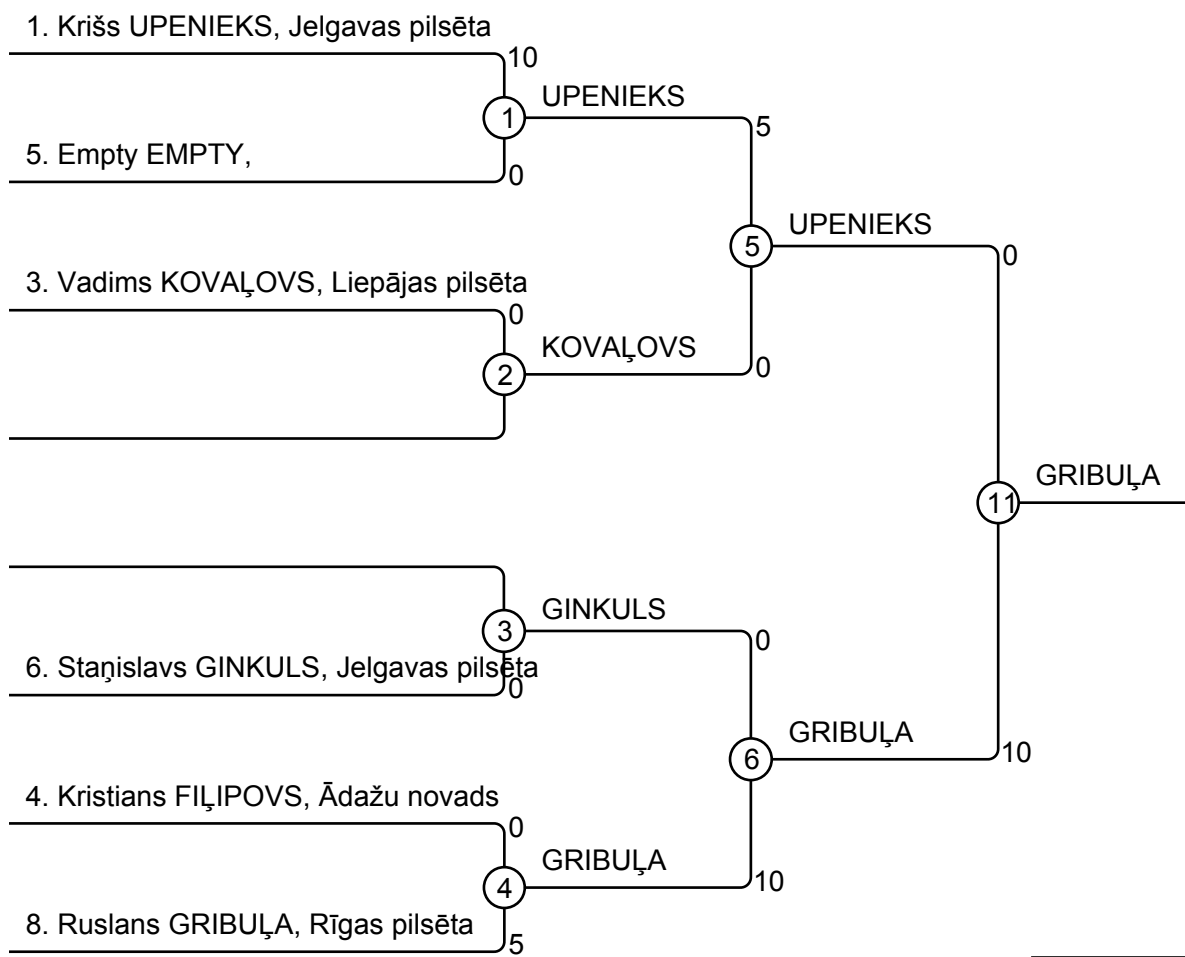 1. Krišs UPENIEKS, Jelgavas pilsēta
10
UPENIEKS
1
5
5. Empty EMPTY,
0
UPENIEKS
5
0
3. Vadims KOVAĻOVS, Liepājas pilsēta
0
KOVAĻOVS
2
0
GRIBUĻA
11
GINKULS
3
0
6. Staņislavs GINKULS, Jelgavas pilsēta
0
GRIBUĻA
6
10
4. Kristians FIĻIPOVS, Ādažu novads
0
GRIBUĻA
4
10
8. Ruslans GRIBUĻA, Rīgas pilsēta
5